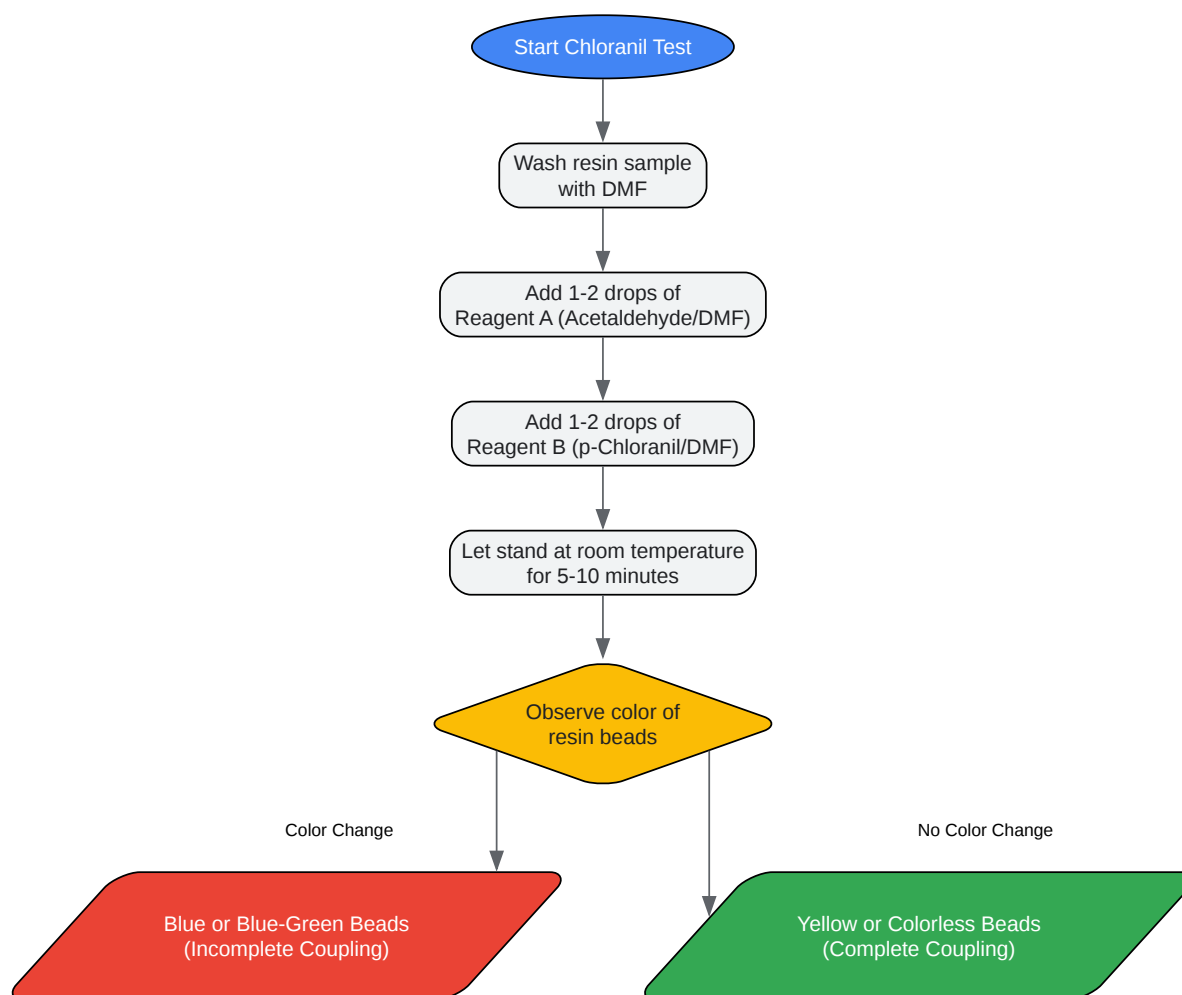 Start Chloranil Test
Wash resin sample
with DMF
Add 1-2 drops of
Reagent A (Acetaldehyde/DMF)
Add 1-2 drops of
Reagent B (p-Chloranil/DMF)
Let stand at room temperature
for 5-10 minutes
Observe color of
resin beads
Color Change
No Color Change
Blue or Blue-Green Beads
(Incomplete Coupling)
Yellow or Colorless Beads
(Complete Coupling)